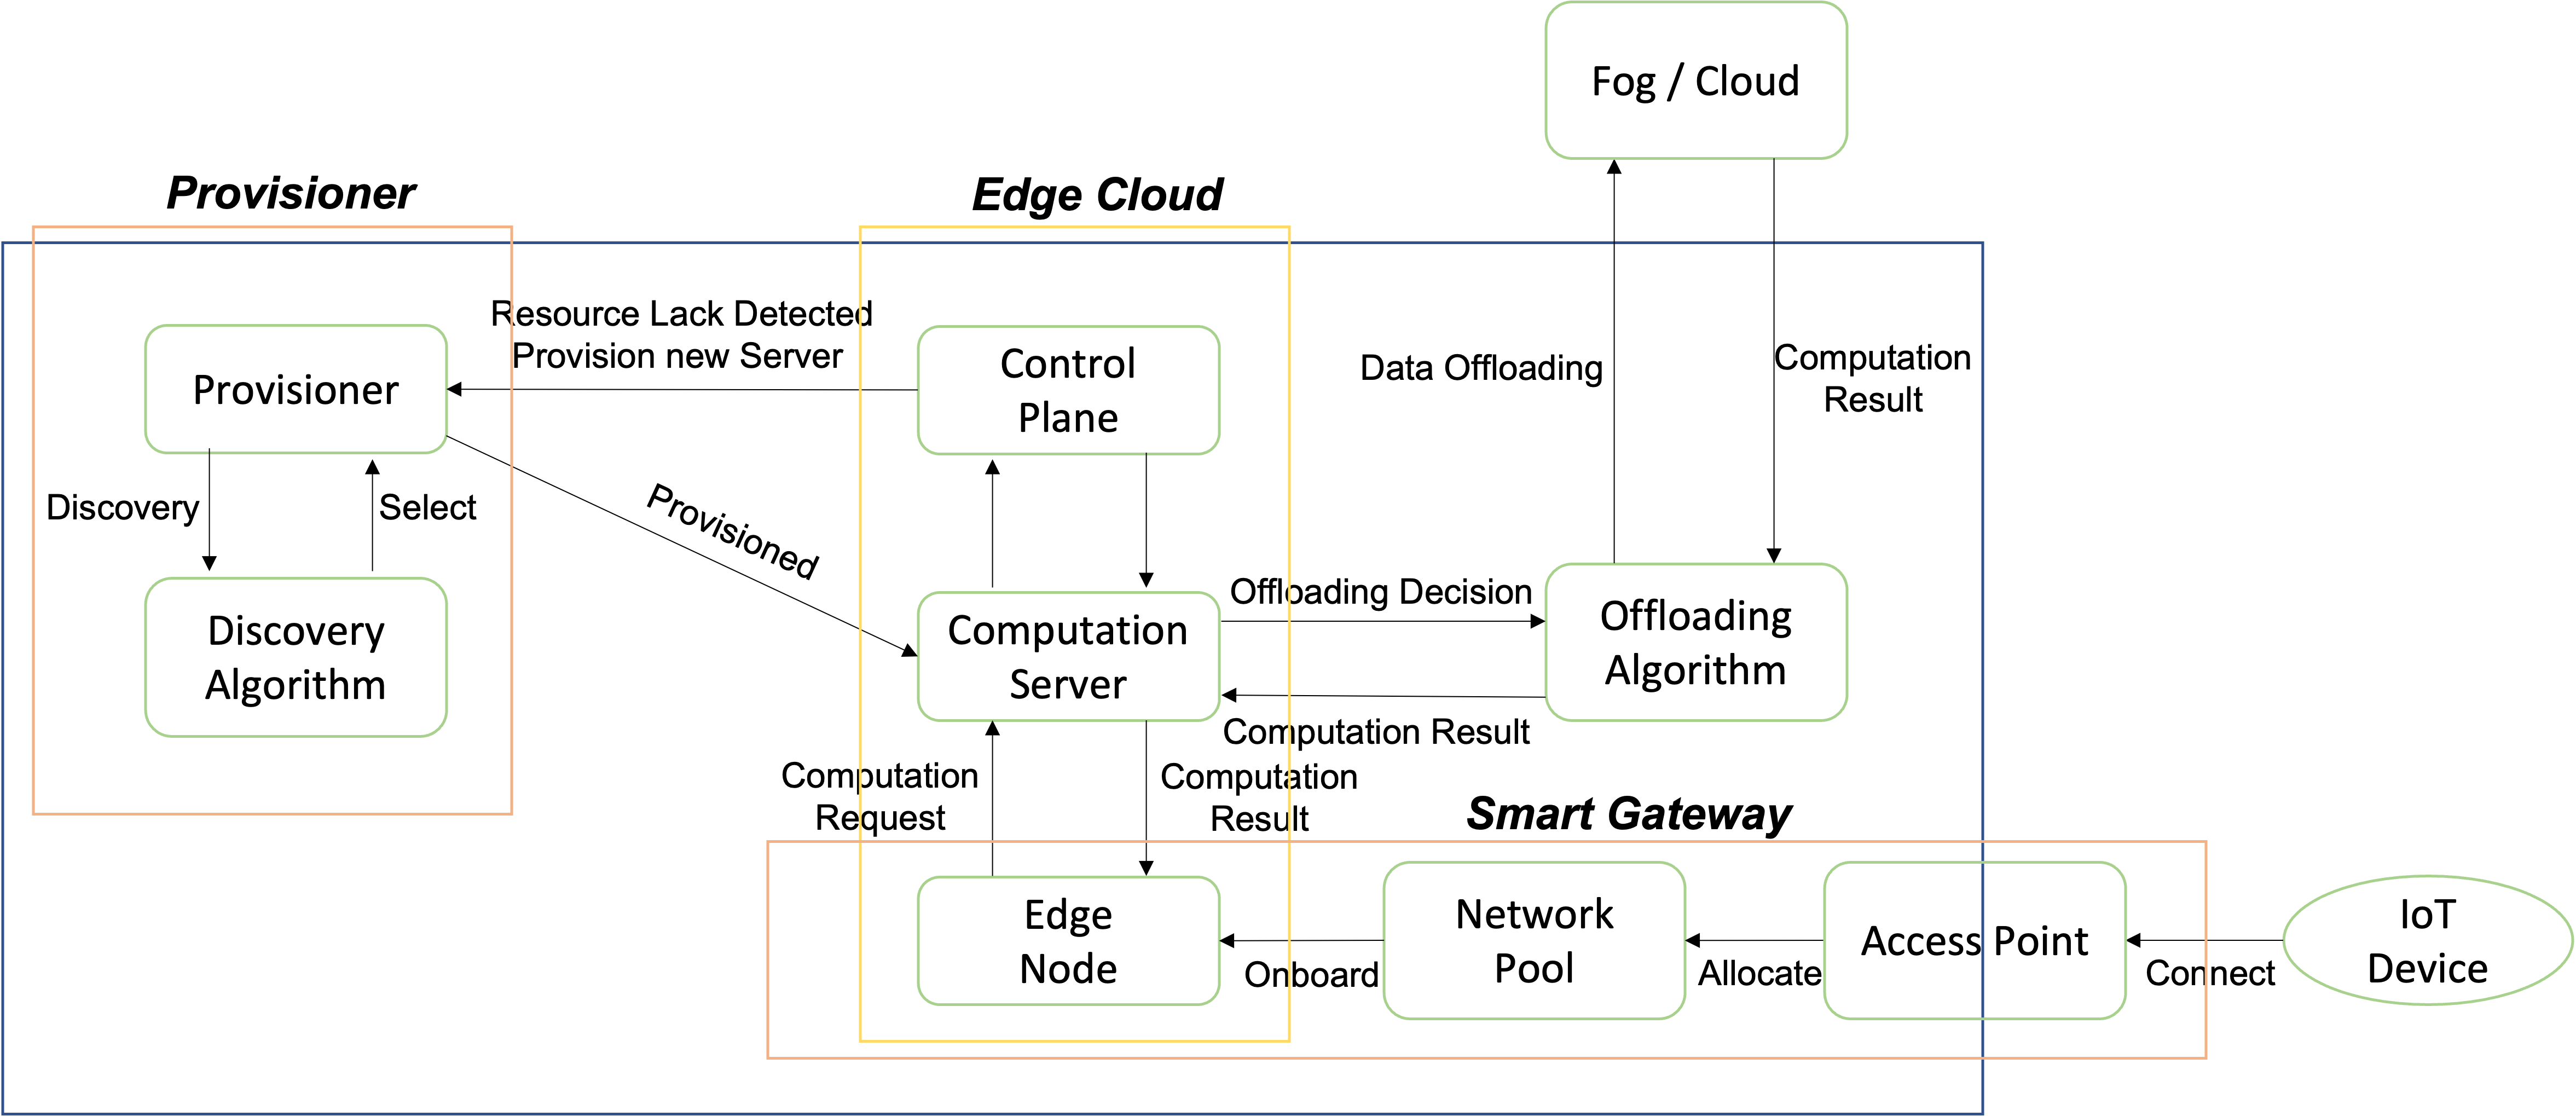 Fog / Cloud
Provisioner
Edge Cloud
Resource Lack Detected
Provision new Server
Provisioner
Control
Plane
Data Offloading
Computation
Result
Discovery
Select
Provisioned
Discovery
Algorithm
Computation
Server
Offloading Decision
Offloading
Algorithm
Computation Result
Computation
Request
Computation
Result
Smart Gateway
Edge
Node
Onboard
Network
Pool
Allocate
Access Point
Connect
IoT
Device